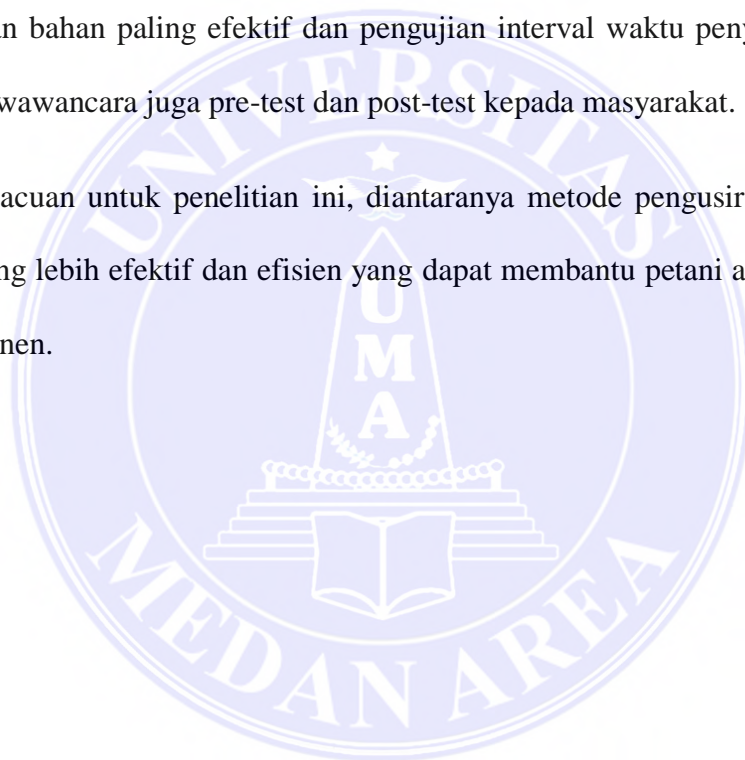 an bahan paling efektif dan pengujian interval waktu peny
wawancara juga pre-test dan post-test kepada masyarakat.
acuan untuk penelitian ini, diantaranya metode pengusir
ng lebih efektif dan efisien yang dapat membantu petani a
nen.
UNIVERSITAS
U
M
A
MEDAN AREA